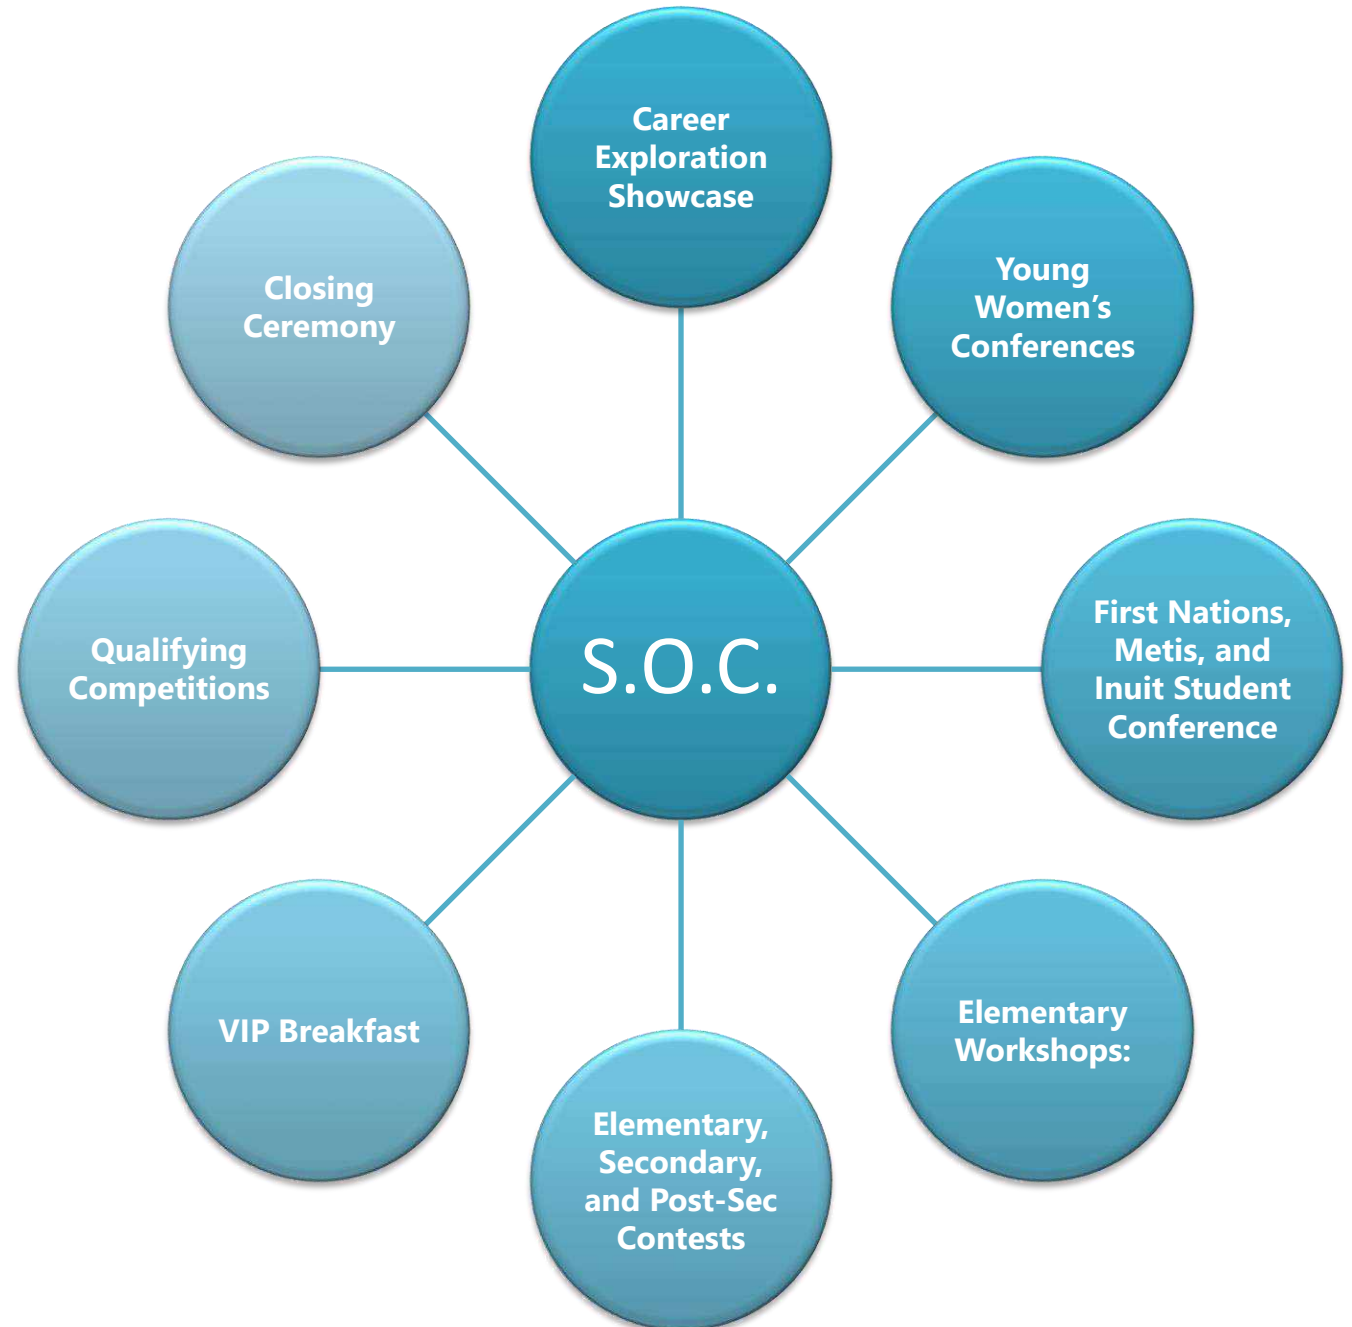 Career
Exploration
Showcase
Young
Women’s
Conferences
First Nations,
Metis, and
Inuit Student
Conference
Elementary
Workshops:
Elementary,
Secondary,
and Post-Sec
Contests
VIP Breakfast
Qualifying
Competitions
Closing
Ceremony
S.O.C.